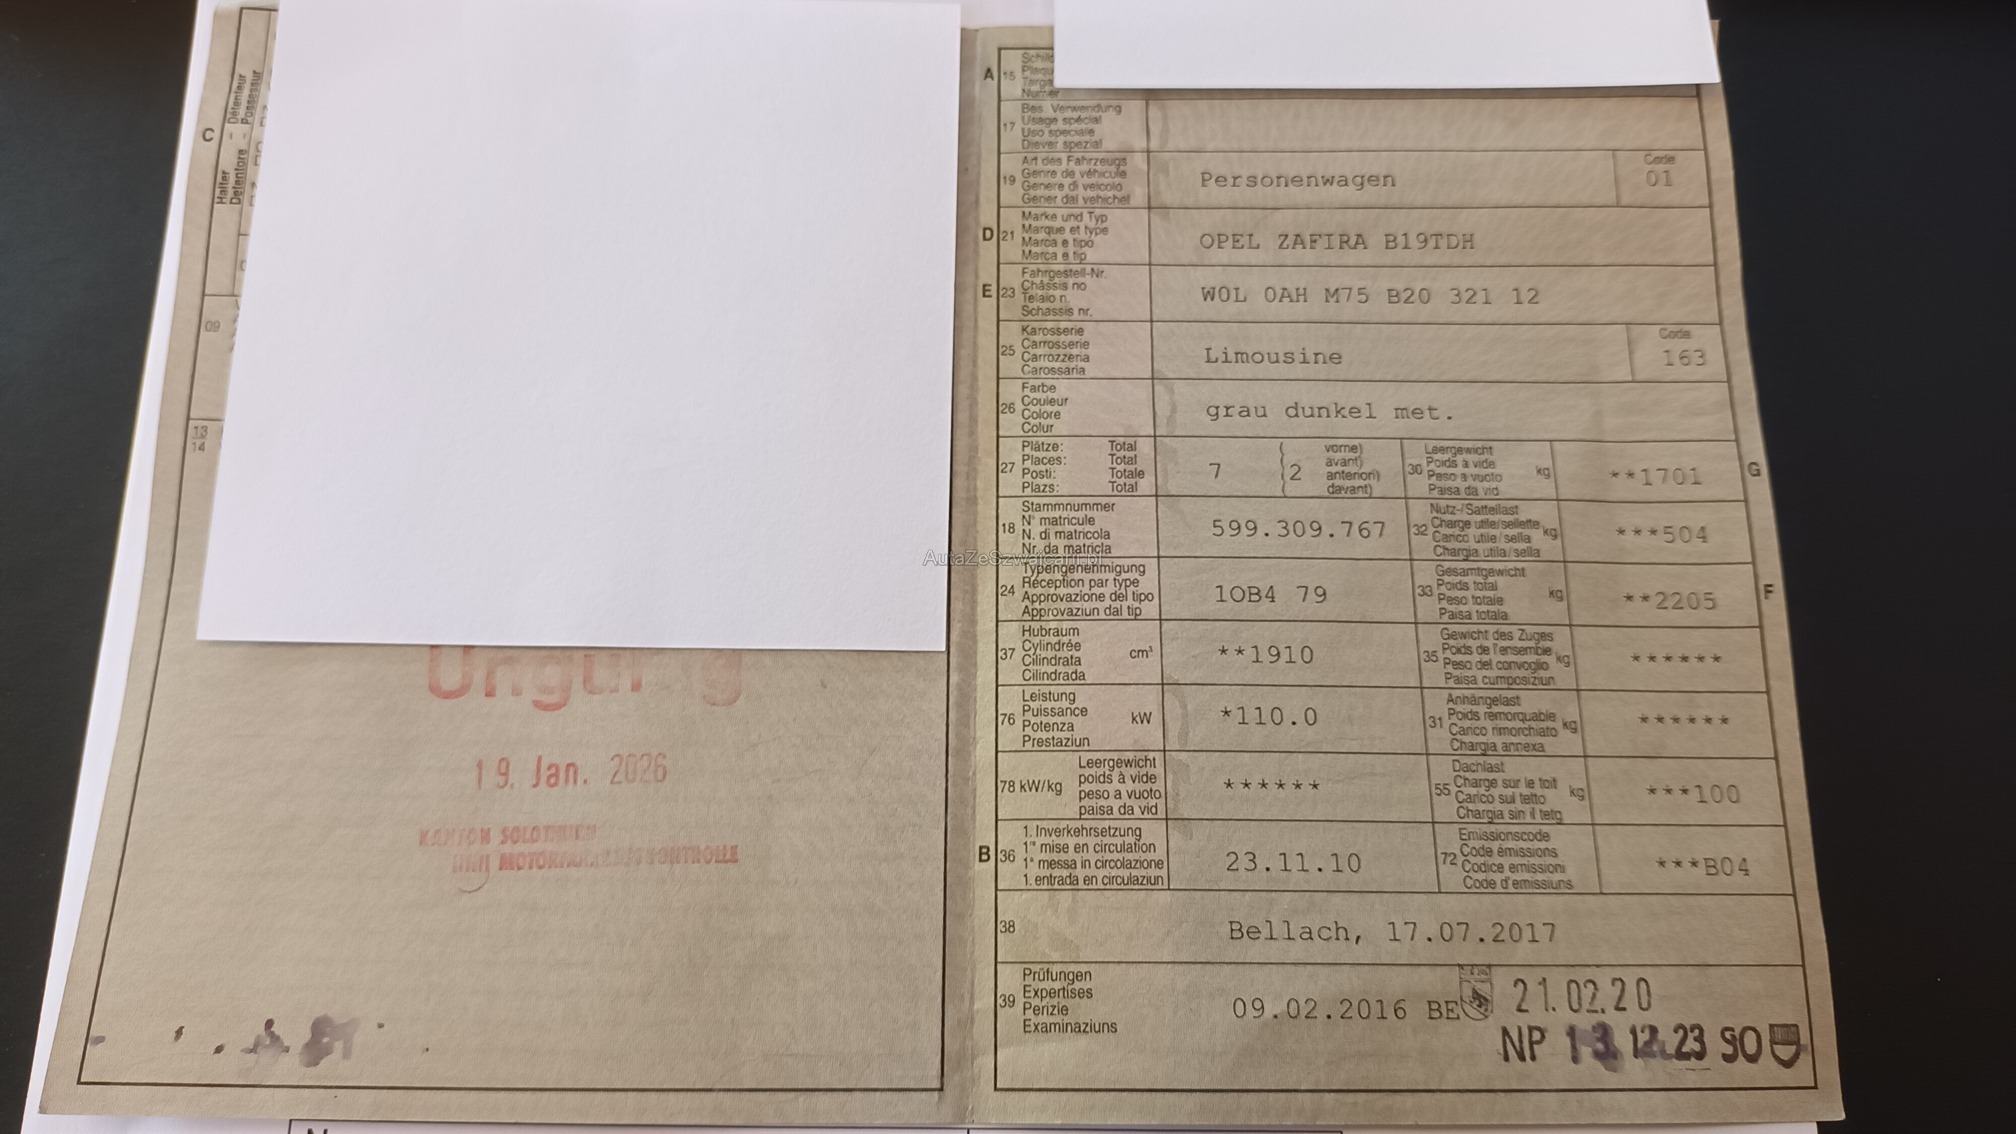 C
Halter - Détenteur
Detentore - Possessur
09
13
14
Ungültig
19. Jan. 2026
KANTON SOLOTHURN
MOTORFAHRZEUGKONTROLLE
A 15
Numer
17 Bes. Verwendung
Usage spécial
Uso speciale
Diever spezial
19 Art des Fahrzeugs
Genre de véhicule
Genere di veicolo
Gener dal vehichel
Personenwagen
Code
01
D 21 Marke und Typ
Marque et type
Marca e tipo
Marca e tip
OPEL ZAFIRA B19TDH
E 23 Fahrgestell-Nr.
Châssis no
Telaio n.
Schassis nr.
W0L 0AH M75 B20 321 12
25 Karosserie
Carrosserie
Carrozzeria
Carossaria
Limousine
Code
163
26 Farbe
Couleur
Colore
Colur
grau dunkel met.
27 Plätze: Total
Places: Total
Posti: Totale
Plazs: Total
7 (2 vorne)
avant)
anteriori)
davant)
30 Leergewicht
Poids à vide
Peso a vuoto
Paisa da vid
kg
**1701
G
18 Stammnummer
N° matricule
N. di matricola
Nr. da matricla
599.309.767
32 Nutz-/Sattellast
Charge utile/sellette
Carico utile/sella
Chargia utila/sella
kg
***504
AutaZeSzwajcarii.pl
24 Typengenehmigung
Réception par type
Approvazione del tipo
Approvaziun dal tip
1OB4 79
33 Gesamtgewicht
Poids total
Peso totale
Paisa totala
kg
**2205
F
37 Hubraum
Cylindrée
Cilindrata
Cilindrada
cm³
**1910
35 Gewicht des Zuges
Poids de l'ensemble
Peso del convoglio
Paisa cumposiziun
kg
******
76 Leistung
Puissance
Potenza
Prestaziun
kW
*110.0
31 Anhängelast
Poids remorquable
Carico rimorchiato
Chargia annexa
kg
******
78 kW/kg
Leergewicht
poids à vide
peso a vuoto
paisa da vid
******
55 Dachlast
Charge sur le toit
Carico sul tetto
Chargia sin il tetg
kg
***100
B 36 1. Inverkehrsetzung
1re mise en circulation
1a messa in circolazione
1. entrada en circulaziun
23.11.10
72 Emissionscode
Code émissions
Codice emissioni
Code d'emissiuns
***B04
38
Bellach, 17.07.2017
39 Prüfungen
Expertises
Perizie
Examinaziuns
09.02.2016 BE
21.02.20
NP 13.12.23 SO